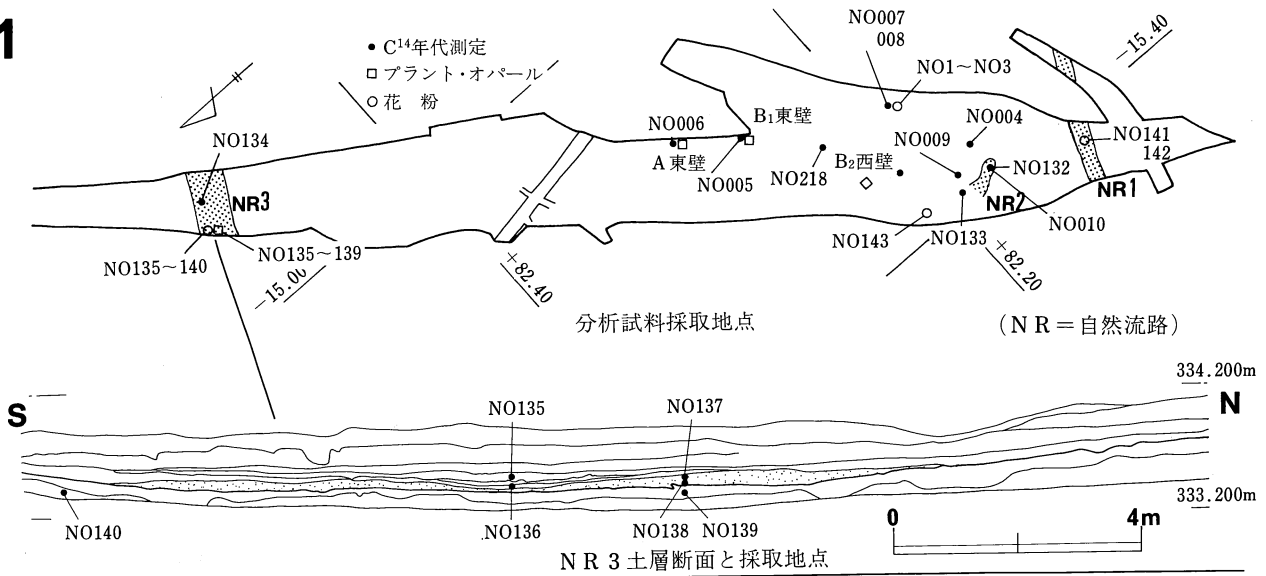 1
● C¹⁴年代測定
□ プラント・オパール
○ 花　粉
NO007
008
NO1～NO3
-15.40
NO134
NR3
NO135～140
NO135～139
-15.00
+82.40
NO006
A東壁
B₁東壁
NO005
NO218
B₂西壁
NO009
NO004
NO132
NO141
142
NR1
NR2
NO010
NO143
NO133
+82.20
分析試料採取地点
(NR＝自然流路)
334.200m
S
N
NO135
NO137
333.200m
NO140
NO136
NO138
NO139
0
4m
NR3土層断面と採取地点